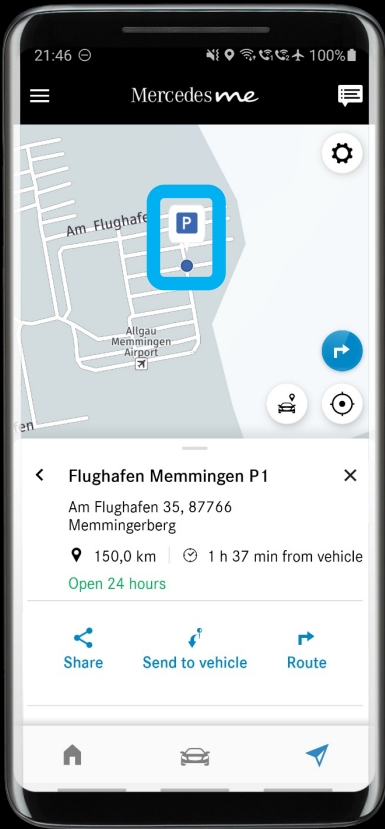 21:46
100%
Mercedes me
P
Am Flughafe
Allgau
Memmingen
Airport
en
Flughafen Memmingen P1
Am Flughafen 35, 87766
Memmingerberg
150,0 km
1 h 37 min from vehicle
Open 24 hours
Share
Send to vehicle
Route